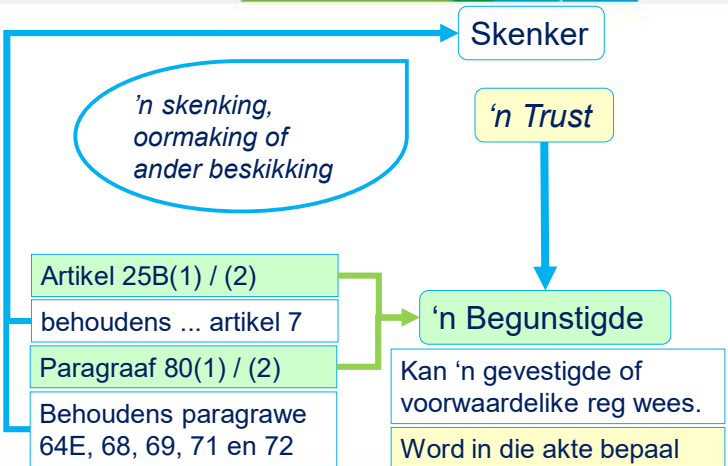 Skenker
'n skenking,
oormaking of
ander beskikking
‘n Trust
Artikel 25B(1) / (2)
behoudens ... artikel 7
Paragraaf 80(1) / (2)
Behoudens paragrawe
64E, 68, 69, 71 en 72
‘n Begunstigde
Kan ‘n gevestigde of
voorwaardelike reg wees.
Word in die akte bepaal